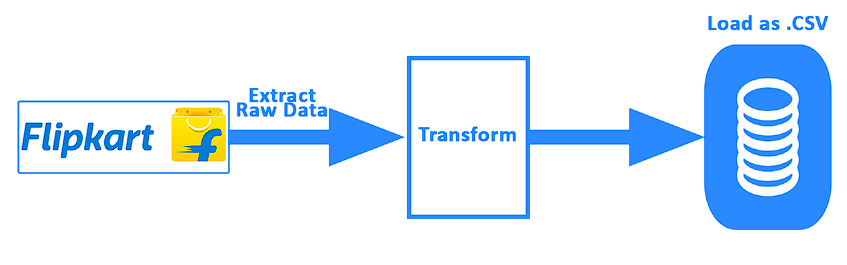 Load as .CSV
Extract
Raw Data
Flipkart
f
Transform